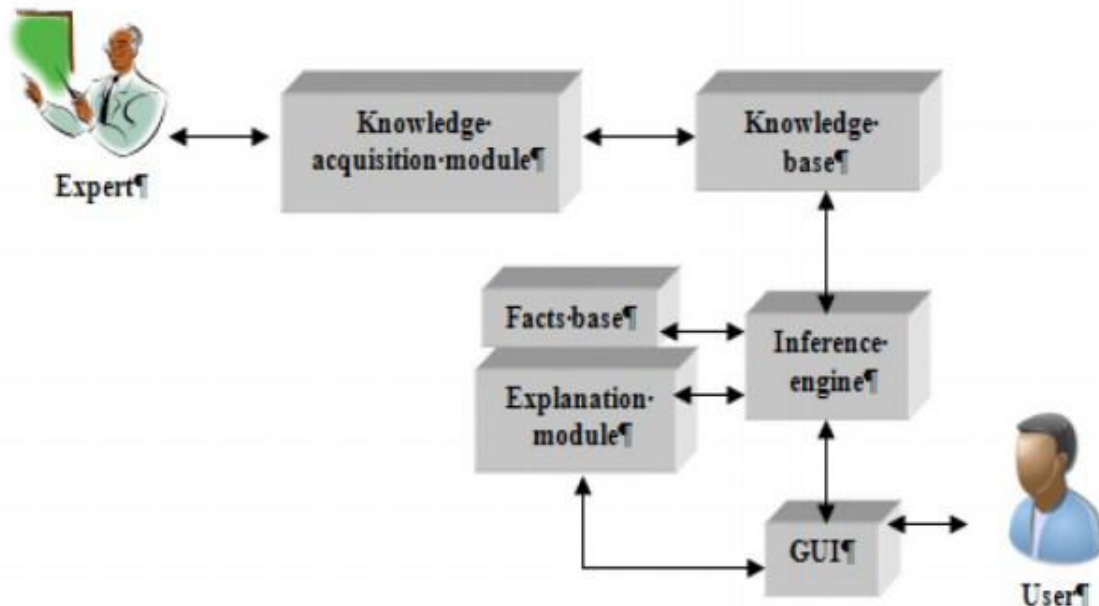 Knowledge·
acquisition·module¶
Knowledge·
base¶
Expert¶
Facts·base¶
Inference·
engine¶
Explanation·
module¶
GUI¶
User¶